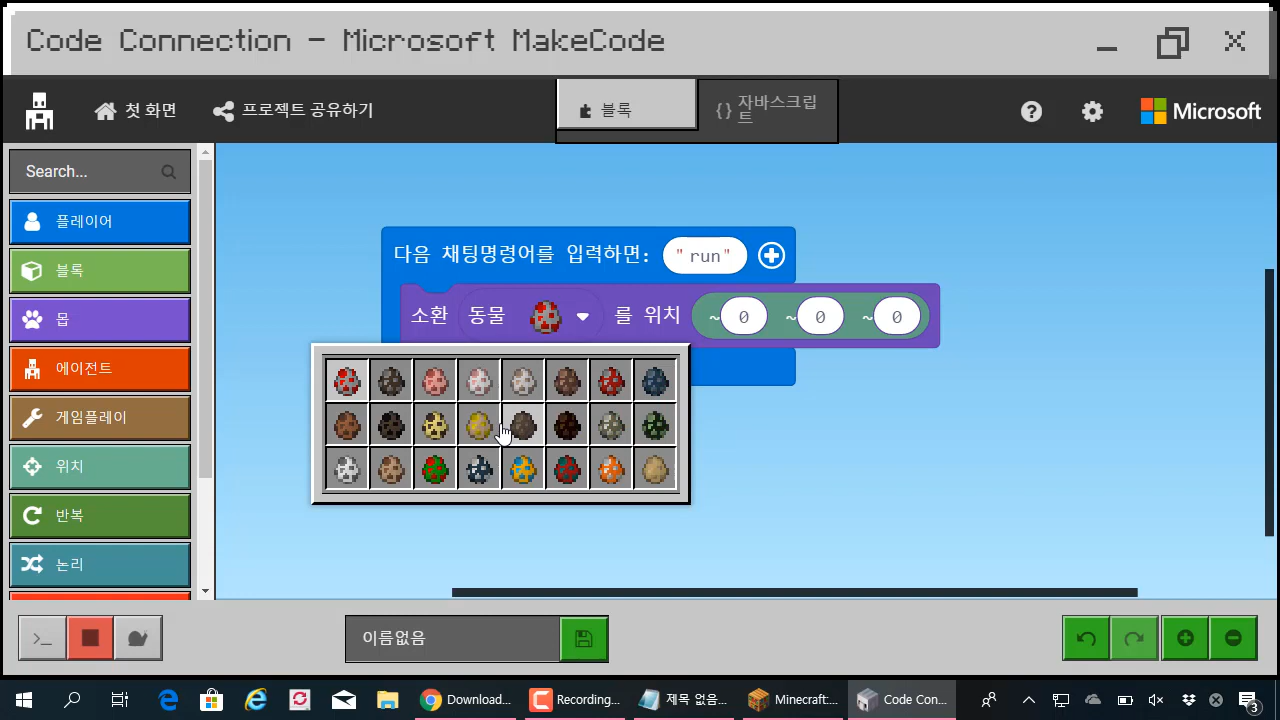 Code Connection - Microsoft MakeCode
첫 화면
프로젝트 공유하기
블록
{ } 자바스크립
트
Microsoft
Search...
플레이어
블록
몹
에이전트
게임플레이
위치
반복
논리
다음 채팅명령어를 입력하면: "run"
소환 동물 를 위치 ~0 ~0 ~0
>_
이름없음
Download...
Recording...
제목 없음...
Minecraft...
Code Con...
3